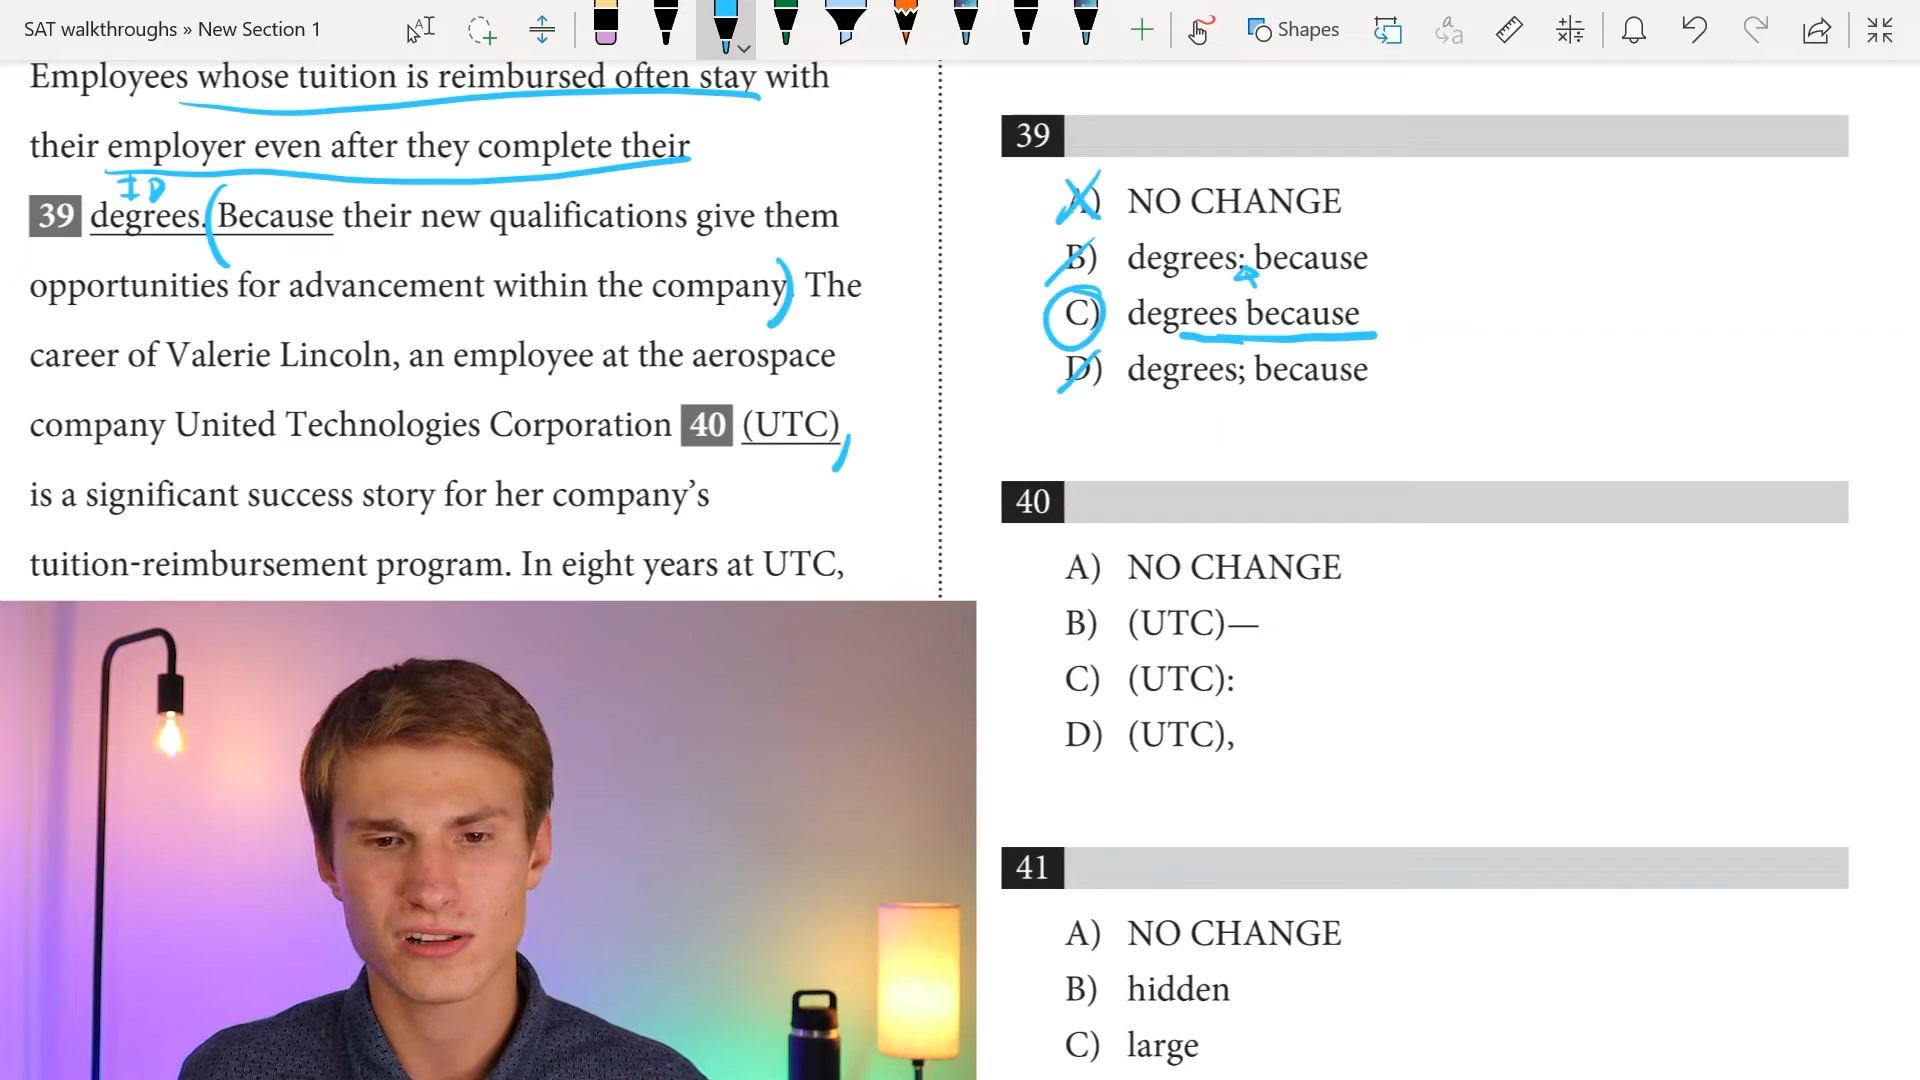 SAT walkthroughs » New Section 1
Shapes
Employees whose tuition is reimbursed often stay with
their employer even after they complete their
ID
39 degrees. Because their new qualifications give them
opportunities for advancement within the company. The
career of Valerie Lincoln, an employee at the aerospace
company United Technologies Corporation 40 (UTC),
is a significant success story for her company’s
tuition-reimbursement program. In eight years at UTC,
39
A) NO CHANGE
B) degrees: because
C) degrees because
D) degrees; because
40
A) NO CHANGE
B) (UTC)—
C) (UTC):
D) (UTC),
41
A) NO CHANGE
B) hidden
C) large